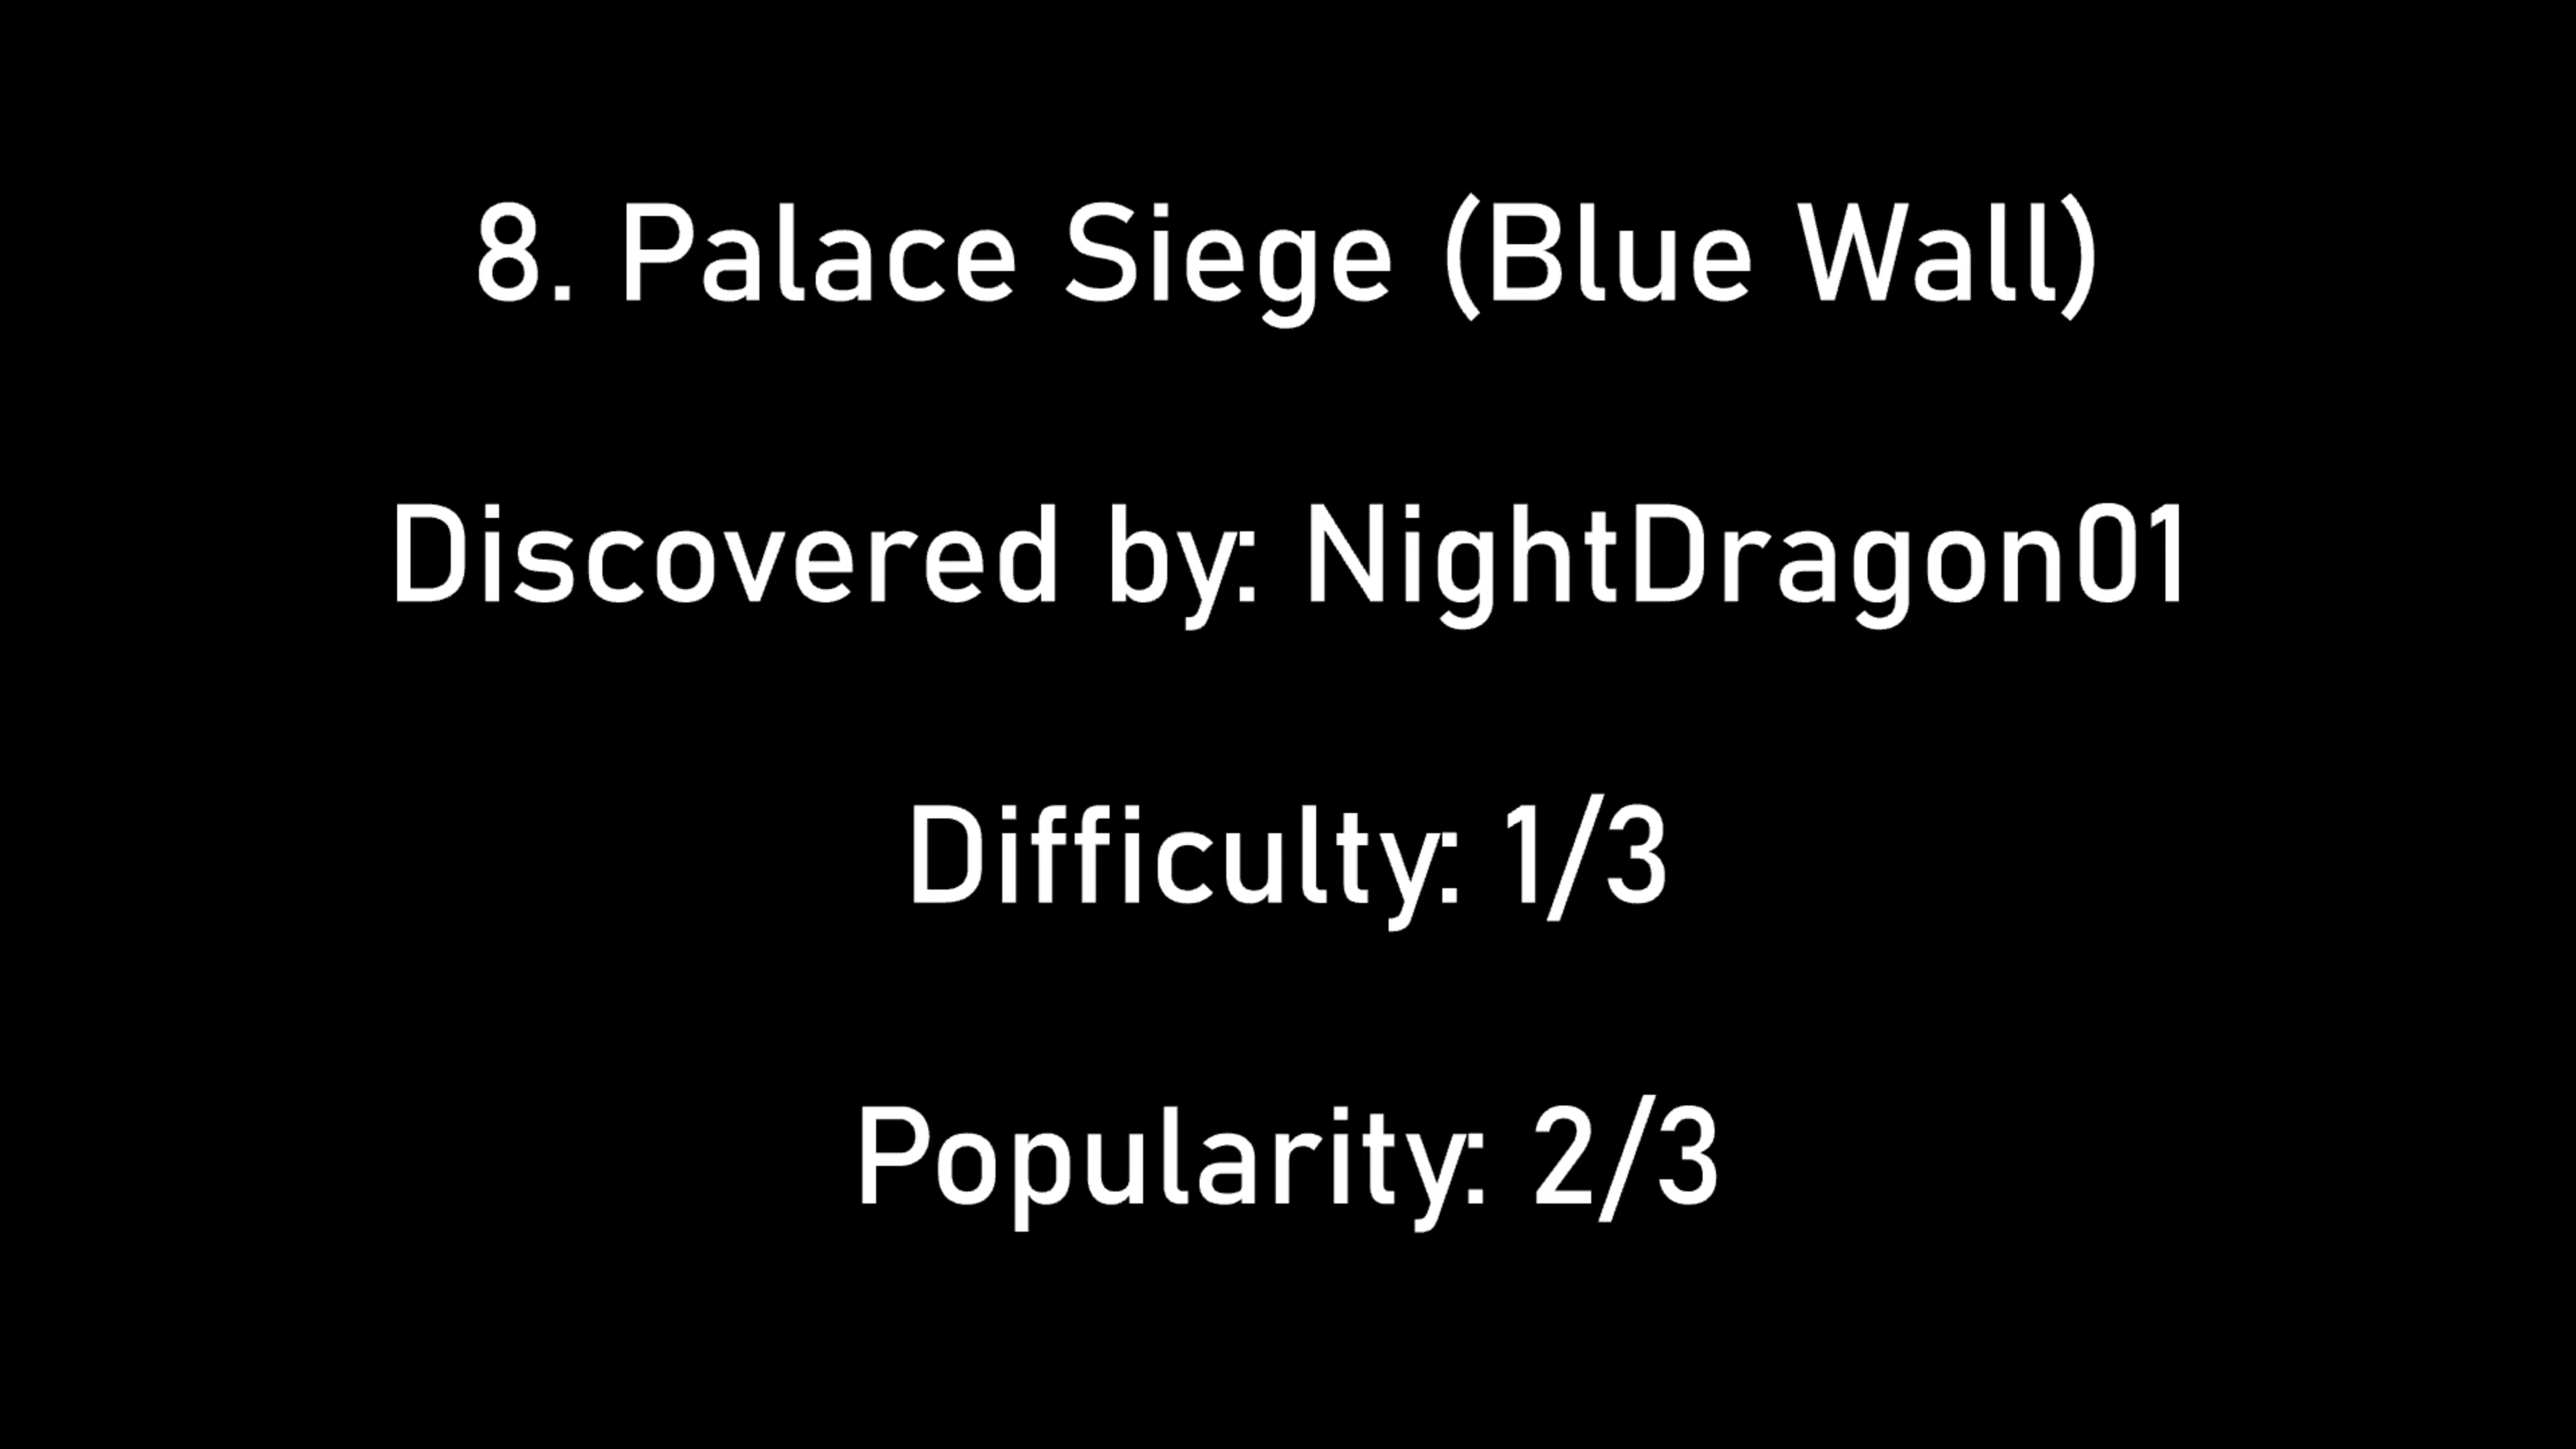 8. Palace Siege (Blue Wall)
Discovered by: NightDragon01
Difficulty: 1/3
Popularity: 2/3